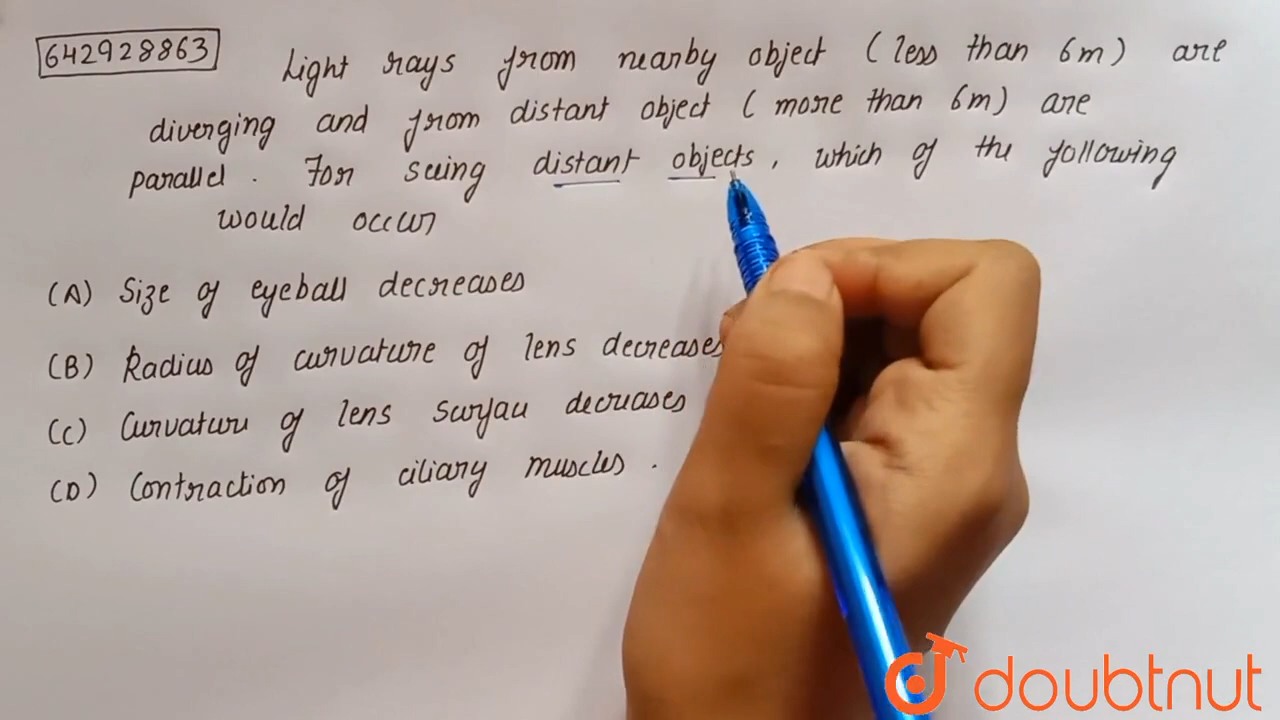 642928863
Light rays from nearby object (less than 6m) are
diverging and from distant object (more than 6m) are
parallel. For seing distant objects, which of the following
would occur
(A) Size of eyeball decreases
(B) Radius of curvature of lens decreases
(C) Curvature of lens surface decreases
(D) Contraction of ciliary muscles.
doubtnut